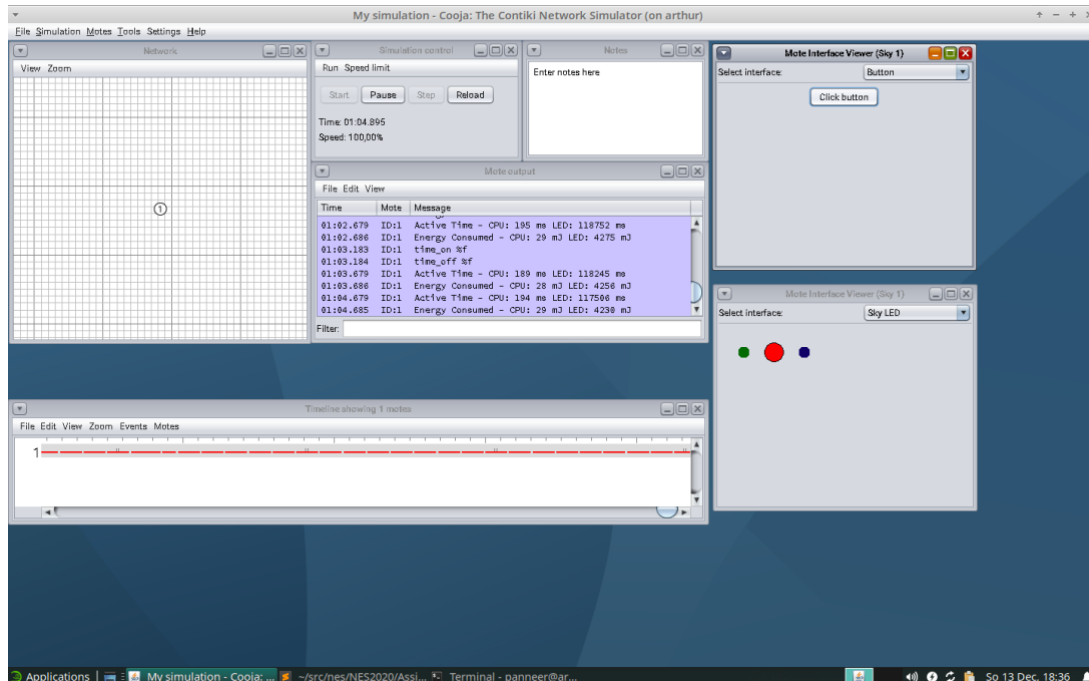 My simulation - Cooja: The Contiki Network Simulator (on arthur)
File Simulation Motes Tools Settings Help
Network
View Zoom
1
Simulation control
Run Speed limit
Start Pause Step Reload
Time: 01:04.895
Speed: 100,00%
Notes
Enter notes here
Mote output
File Edit View
Time Mote Message
01:02.679 ID:1 Active Time - CPU: 195 ms LED: 118752 ms
01:02.686 ID:1 Energy Consumed - CPU: 29 mJ LED: 4275 mJ
01:03.183 ID:1 time_on %f
01:03.184 ID:1 time_off %f
01:03.679 ID:1 Active Time - CPU: 189 ms LED: 118245 ms
01:03.686 ID:1 Energy Consumed - CPU: 28 mJ LED: 4256 mJ
01:04.679 ID:1 Active Time - CPU: 194 ms LED: 117506 ms
01:04.685 ID:1 Energy Consumed - CPU: 29 mJ LED: 4230 mJ
Filter:
Mote Interface Viewer (Sky 1)
Select interface: Button
Click button
Mote Interface Viewer (Sky 1)
Select interface: Sky LED
Timeline showing 1 motes
File Edit View Zoom Events Motes
1
Applications My simulation - Cooja: ... ~/src/nes/NES2020/Assi... Terminal - panneer@ar... So 13 Dec, 18:36